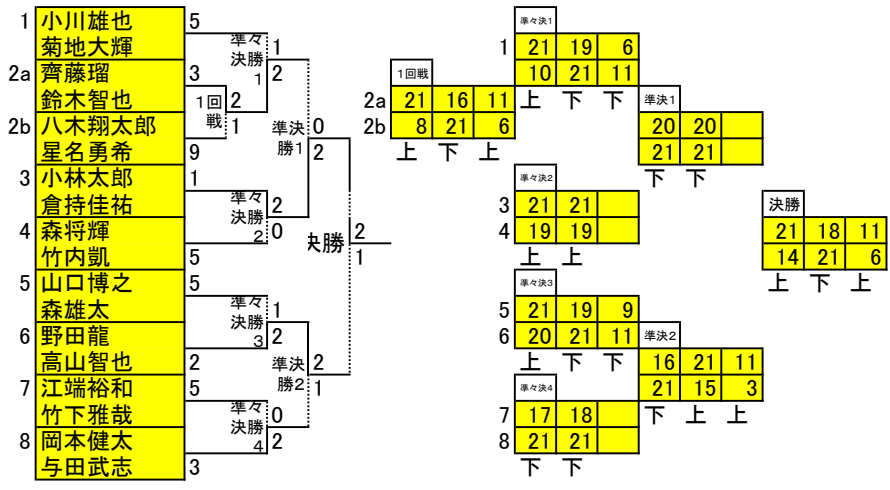 1 小川雄也 5
菊地大輝
準々決勝1 1 2
2a 齊藤瑠 3
鈴木智也
1回戦 2 1
2b 八木翔太郎
星名勇希 9
準決勝1 0 2
3 小林太郎 1
倉持佳祐
準々決勝2 2 0
4 森将輝
竹内凱 5
決勝 2 1
5 山口博之 5
森雄太
準々決勝3 1 2
6 野田龍
高山智也 2
準決勝2 2 1
7 江端裕和 5
竹下雅哉
準々決勝4 0 2
8 岡本健太
与田武志 3
準々決1
1 21 19 6
10 21 11
上 下 下
1回戦
2a 21 16 11
2b 8 21 6
上 下 上
準決1
20 20
21 21
下 下
準々決2
3 21 21
4 19 19
上 上
決勝
21 18 11
14 21 6
上 下 上
準々決3
5 21 19 9
6 20 21 11
上 下 下
準決2
16 21 11
21 15 3
下 上 上
準々決4
7 17 18
8 21 21
下 下